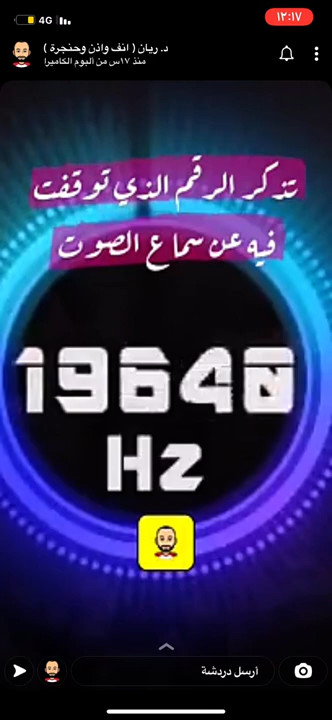 ١٢:١٧
4G
د. ريان ( انف واذن وحنجرة )
منذ ١٧س من ألبوم الكاميرا
تذكر الرقم الذي توقفت
فيه عن سماع الصوت
19640
Hz
أرسل دردشة